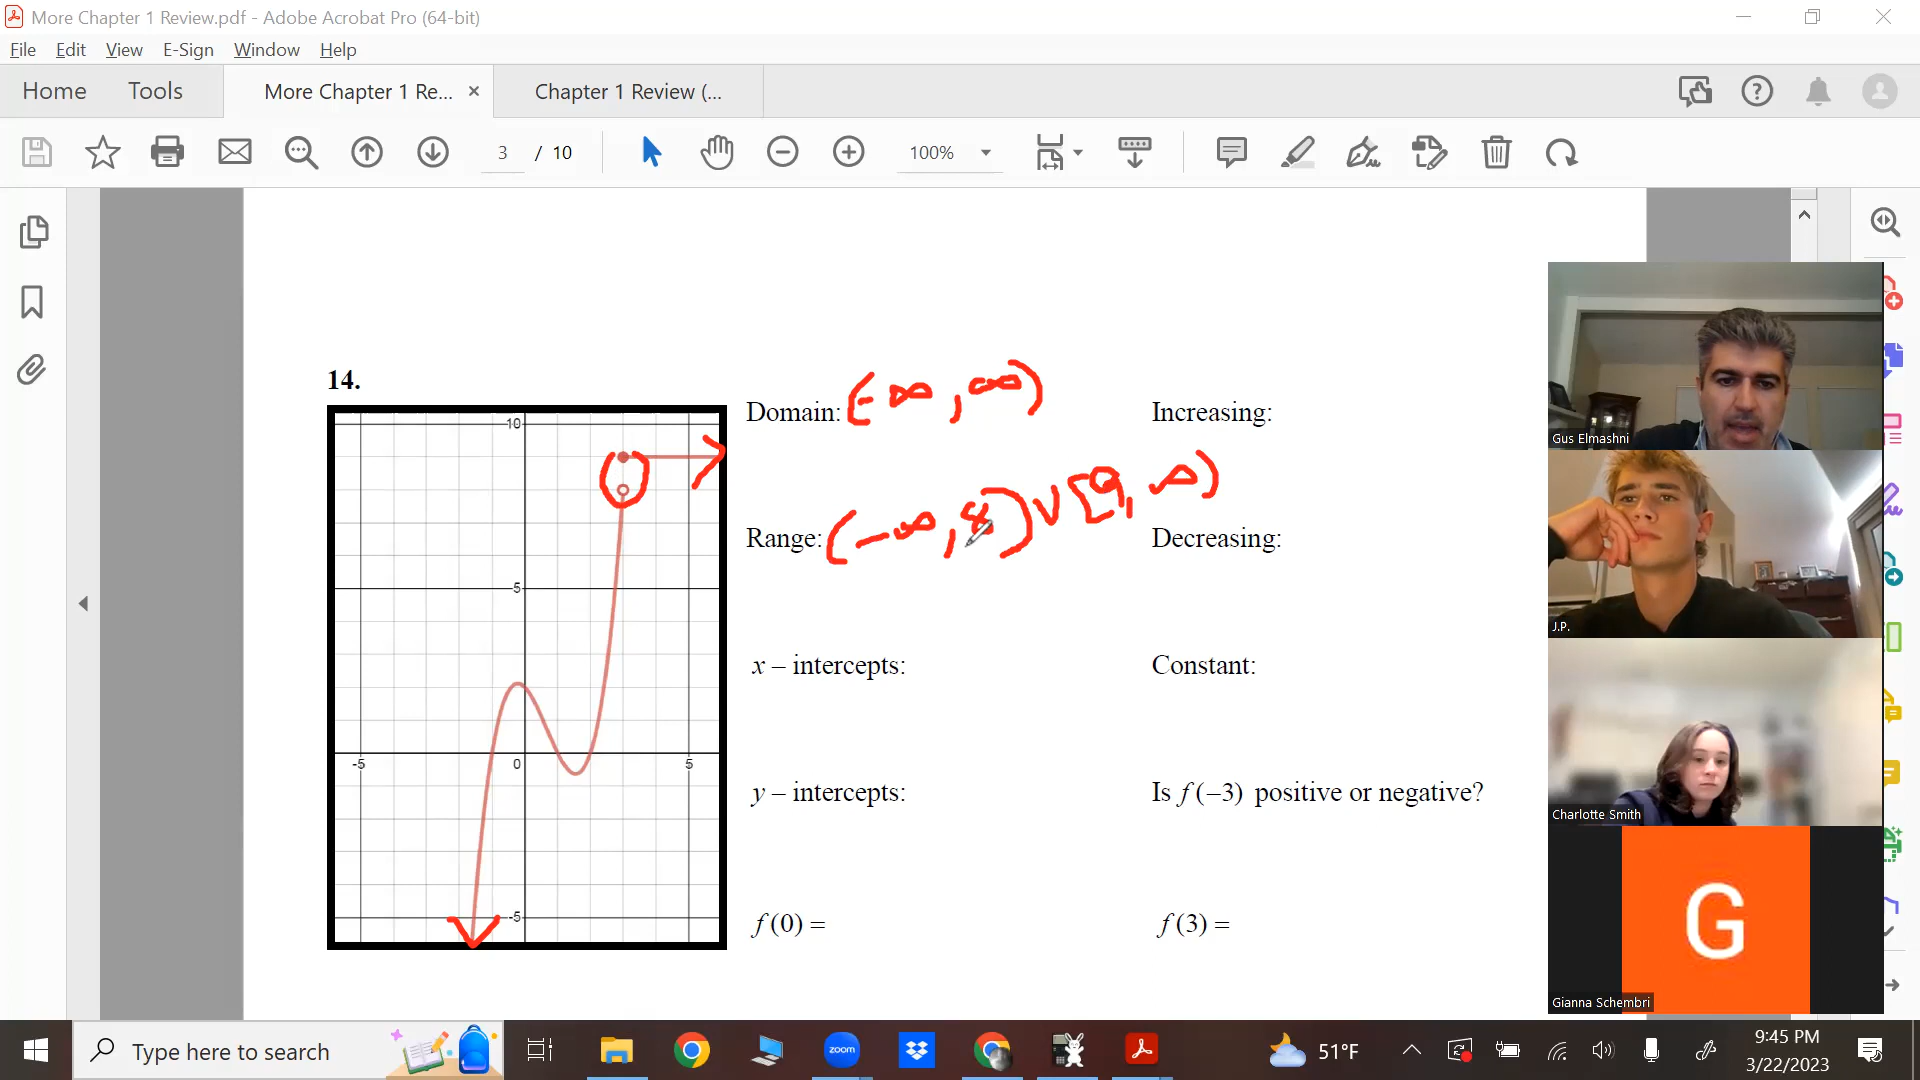 More Chapter 1 Review.pdf - Adobe Acrobat Pro (64-bit)
File Edit View E-Sign Window Help
Home Tools More Chapter 1 Re... × Chapter 1 Review (...
3 / 10 100%
14.
Domain: (-∞, ∞) Increasing:
Range: (-∞, 8) ∪ [9, ∞) Decreasing:
x – intercepts: Constant:
y – intercepts: Is f(−3) positive or negative?
f(0) = f(3) =
10
5
-5 0 5
-5
Gus Elmashni
J.P.
Charlotte Smith
G
Gianna Schembri
Type here to search zoom 51°F 9:45 PM
3/22/2023